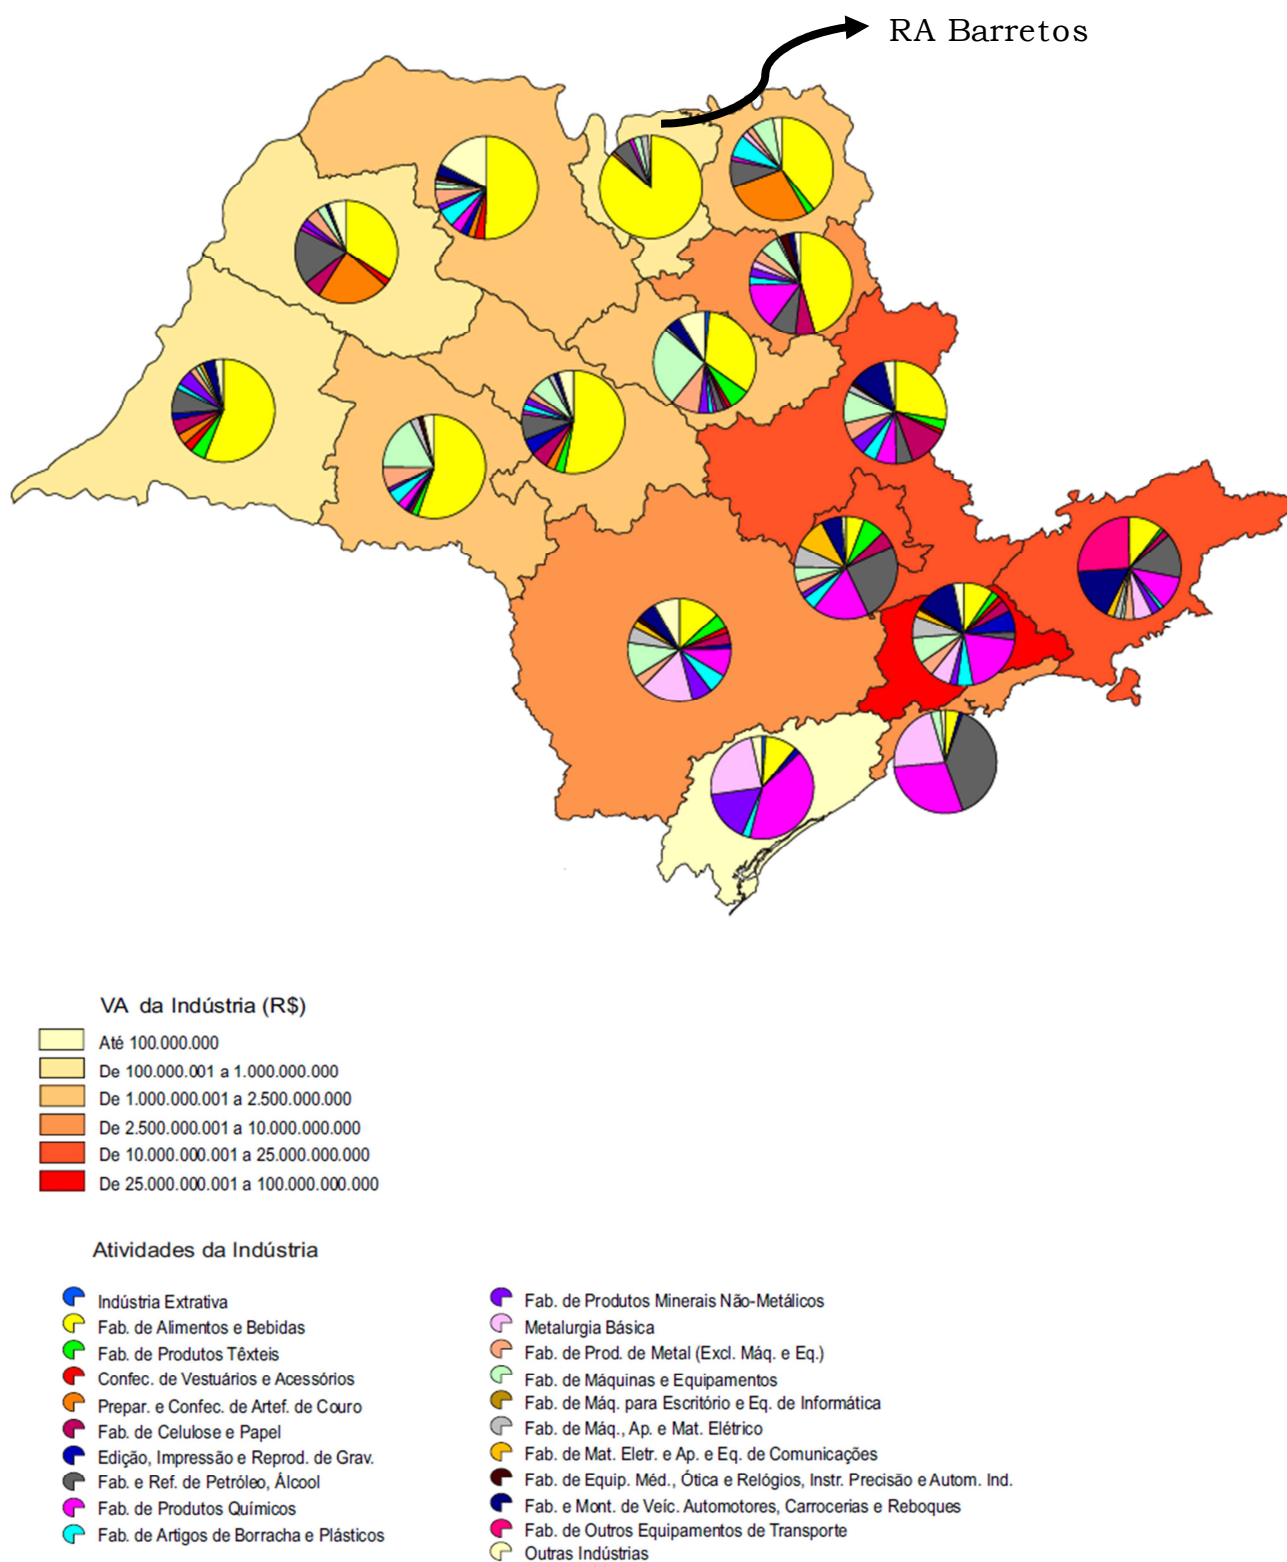 RA Barretos
VA da Indústria (R$)
Até 100.000.000
De 100.000.001 a 1.000.000.000
De 1.000.000.001 a 2.500.000.000
De 2.500.000.001 a 10.000.000.000
De 10.000.000.001 a 25.000.000.000
De 25.000.000.001 a 100.000.000.000
Atividades da Indústria
Indústria Extrativa
Fab. de Alimentos e Bebidas
Fab. de Produtos Têxteis
Confec. de Vestuários e Acessórios
Prepar. e Confec. de Artef. de Couro
Fab. de Celulose e Papel
Edição, Impressão e Reprod. de Grav.
Fab. e Ref. de Petróleo, Álcool
Fab. de Produtos Químicos
Fab. de Artigos de Borracha e Plásticos
Fab. de Produtos Minerais Não-Metálicos
Metalurgia Básica
Fab. de Prod. de Metal (Excl. Máq. e Eq.)
Fab. de Máquinas e Equipamentos
Fab. de Máq. para Escritório e Eq. de Informática
Fab. de Máq., Ap. e Mat. Elétrico
Fab. de Mat. Eletr. e Ap. e Eq. de Comunicações
Fab. de Equip. Méd., Ótica e Relógios, Instr. Precisão e Autom. Ind.
Fab. e Mont. de Veíc. Automotores, Carrocerias e Reboques
Fab. de Outros Equipamentos de Transporte
Outras Indústrias